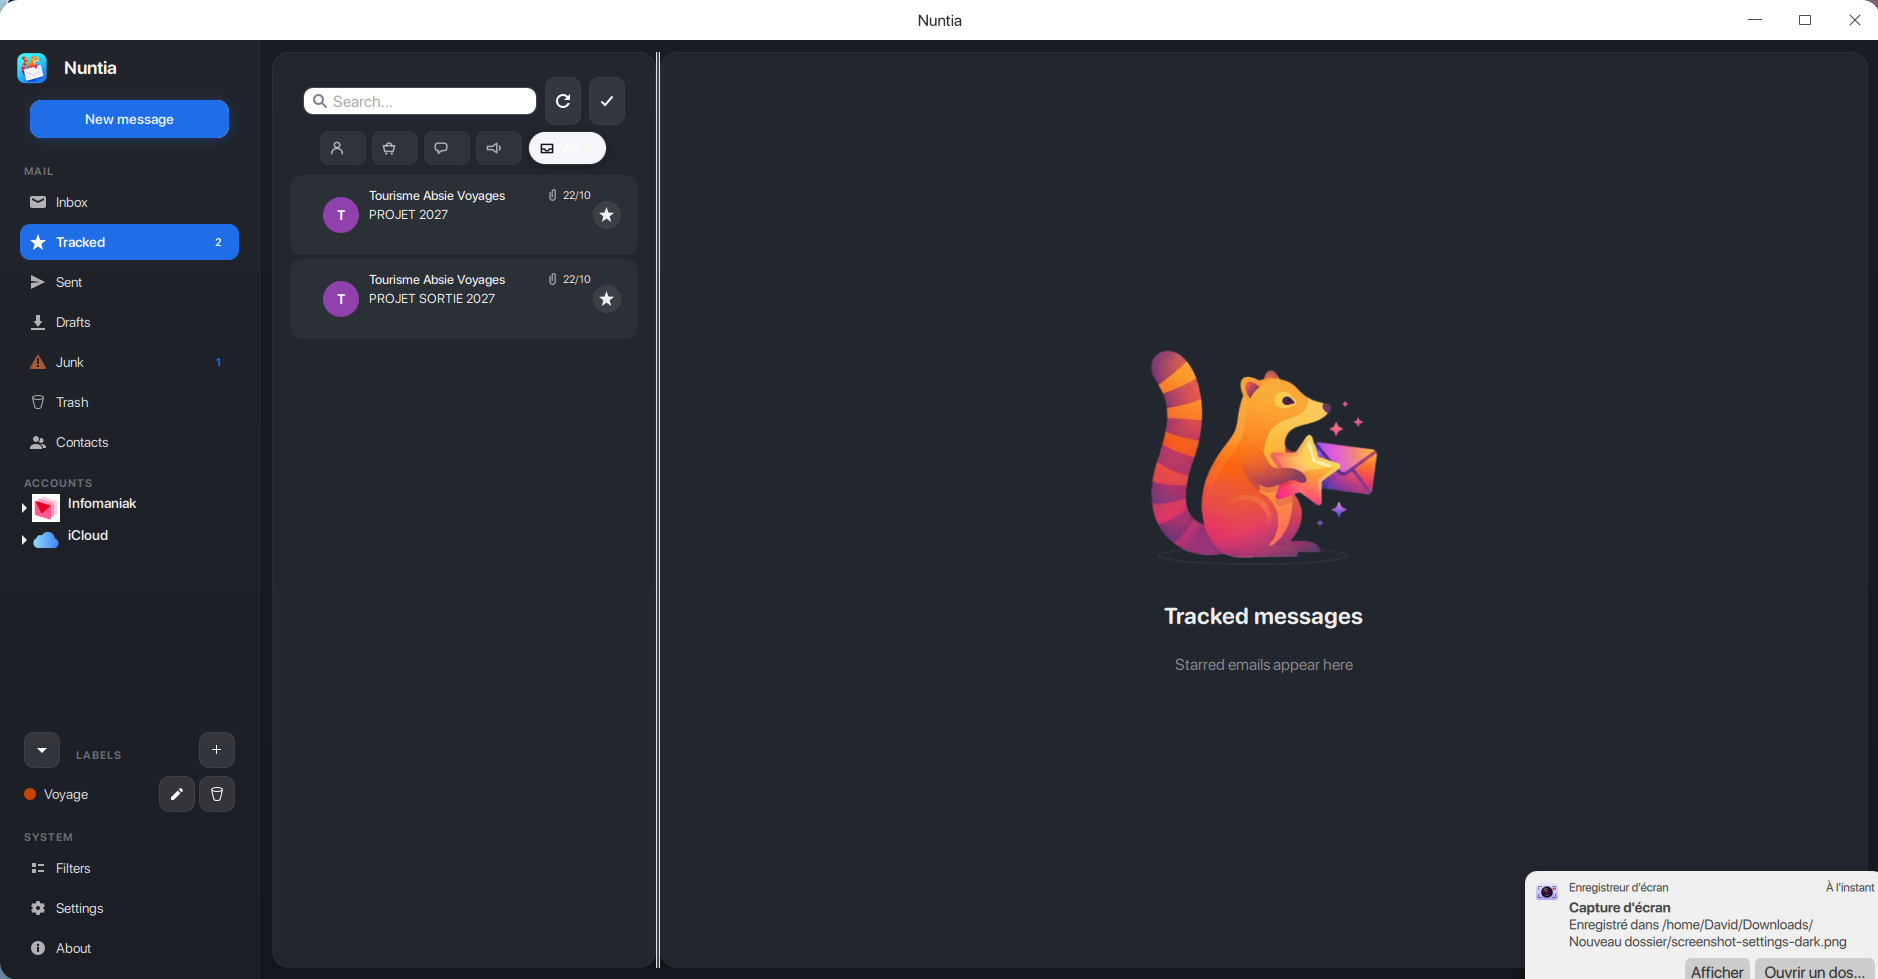 Nuntia
Nuntia
New message
MAIL
Inbox
Tracked 2
Sent
Drafts
Junk 1
Trash
Contacts
ACCOUNTS
Infomaniak
iCloud
LABELS
Voyage
SYSTEM
Filters
Settings
About
Search...
Tourisme Absie Voyages 22/10
T
PROJET 2027
Tourisme Absie Voyages 22/10
T
PROJET SORTIE 2027
Tracked messages
Starred emails appear here
Enregistreur d'écran À l'instant
Capture d'écran
Enregistré dans /home/David/Downloads/
Nouveau dossier/screenshot-settings-dark.png
Afficher Ouvrir un dos...